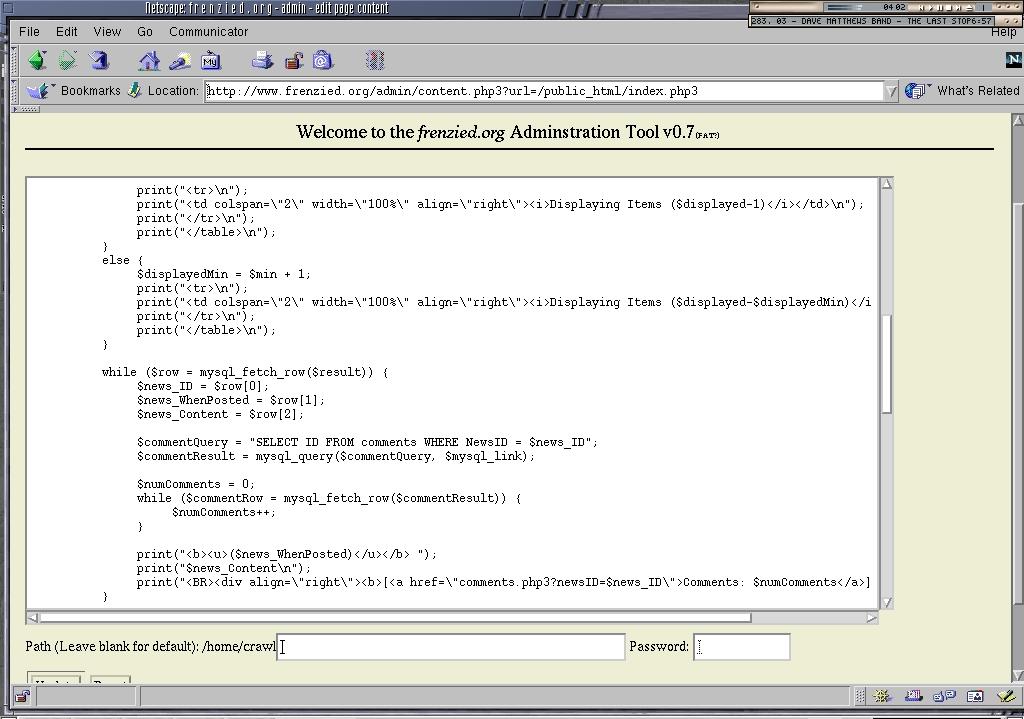 Netscape: f r e n z i e d . o r g - admin - edit page content
04 02
283. 03 - DAVE MATTHEWS BAND - THE LAST STOP6:57
File Edit View Go Communicator Help
My
N
Bookmarks Location: http://www.frenzied.org/admin/content.php3?url=/public_html/index.php3 What's Related
Welcome to the frenzied.org Adminstration Tool v0.7(FAT?)
print("<tr>\n");
print("<td colspan=\"2\" width=\"100%\" align=\"right\"><i>Displaying Items ($displayed-1)</i></td>\n");
print("</tr>\n");
print("</table>\n");
}
else {
$displayedMin = $min + 1;
print("<tr>\n");
print("<td colspan=\"2\" width=\"100%\" align=\"right\"><i>Displaying Items ($displayed-$displayedMin)</i
print("</tr>\n");
print("</table>\n");
}
while ($row = mysql_fetch_row($result)) {
$news_ID = $row[0];
$news_WhenPosted = $row[1];
$news_Content = $row[2];
$commentQuery = "SELECT ID FROM comments WHERE NewsID = $news_ID";
$commentResult = mysql_query($commentQuery, $mysql_link);
$numComments = 0;
while ($commentRow = mysql_fetch_row($commentResult)) {
$numComments++;
}
print("<b><u>($news_WhenPosted)</u></b> ");
print("$news_Content\n");
print("<BR><div align=\"right\"><b>[<a href=\"comments.php3?newsID=$news_ID\">Comments: $numComments</a>]
}
Path (Leave blank for default): /home/crawl Password: